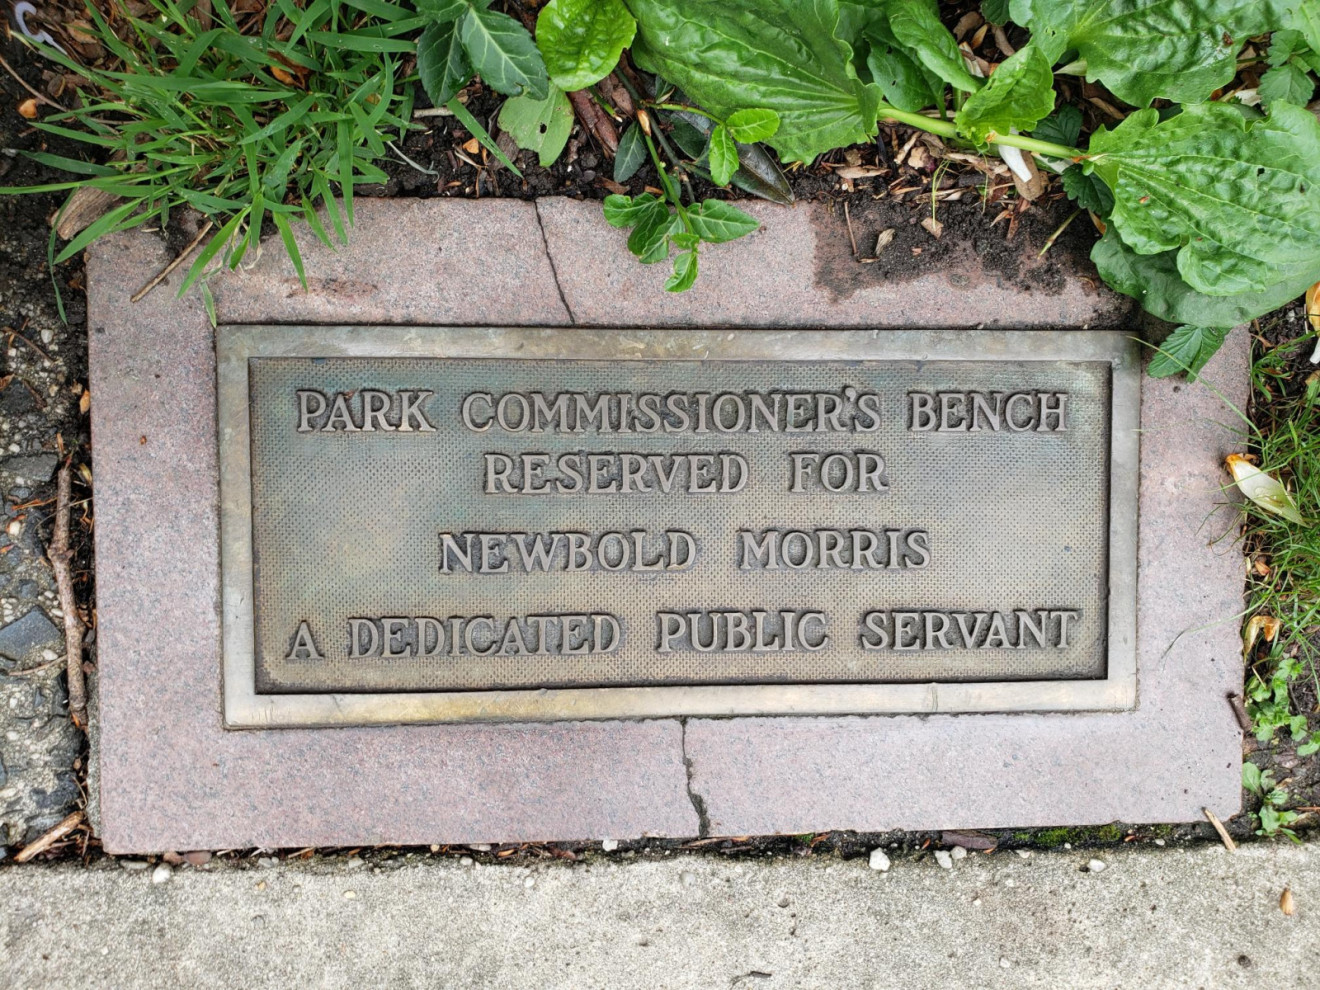 PARK COMMISSIONER'S BENCH
RESERVED FOR
NEWBOLD MORRIS
A DEDICATED PUBLIC SERVANT